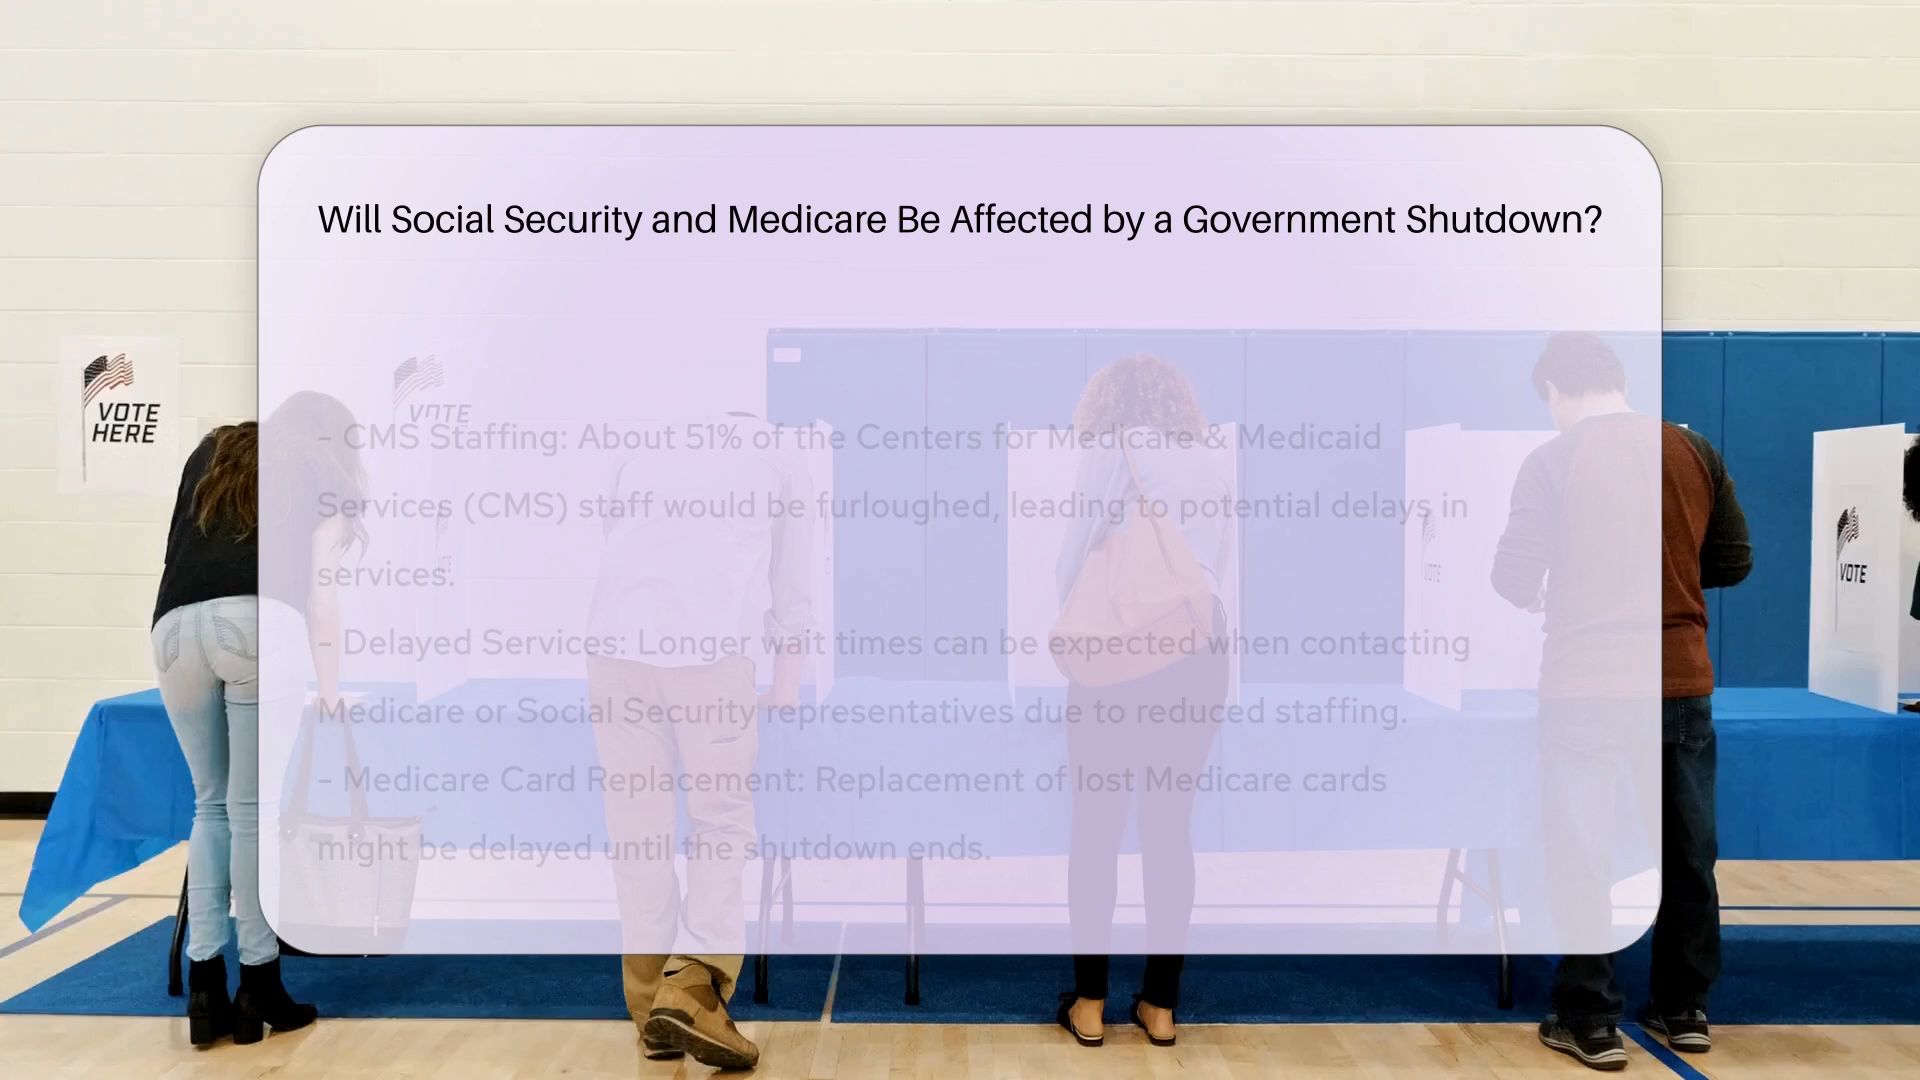 Will Social Security and Medicare Be Affected by a Government Shutdown?
VOTE
HERE
VOTE
– CMS Staffing: About 51% of the Centers for Medicare & Medicaid
Services (CMS) staff would be furloughed, leading to potential delays in
services.
– Delayed Services: Longer wait times can be expected when contacting
Medicare or Social Security representatives due to reduced staffing.
– Medicare Card Replacement: Replacement of lost Medicare cards
might be delayed until the shutdown ends.
VOTE
VOTE